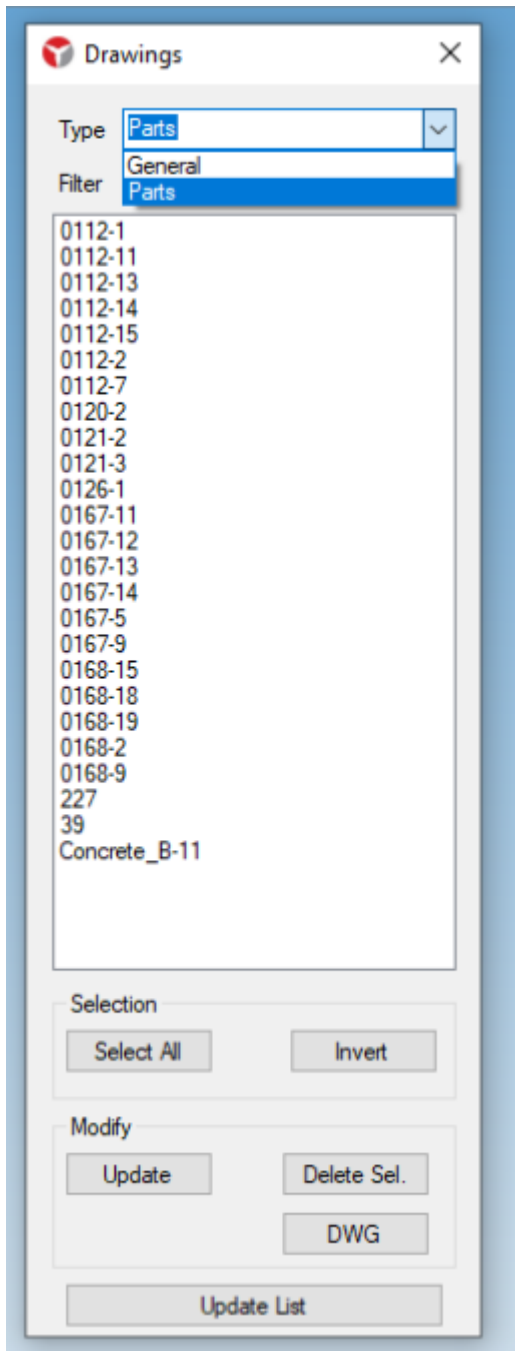 Drawings
Type Parts
General
Filter Parts
0112-1
0112-11
0112-13
0112-14
0112-15
0112-2
0112-7
0120-2
0121-2
0121-3
0126-1
0167-11
0167-12
0167-13
0167-14
0167-5
0167-9
0168-15
0168-18
0168-19
0168-2
0168-9
227
39
Concrete_B-11
Selection
Select All Invert
Modify
Update Delete Sel.
DWG
Update List